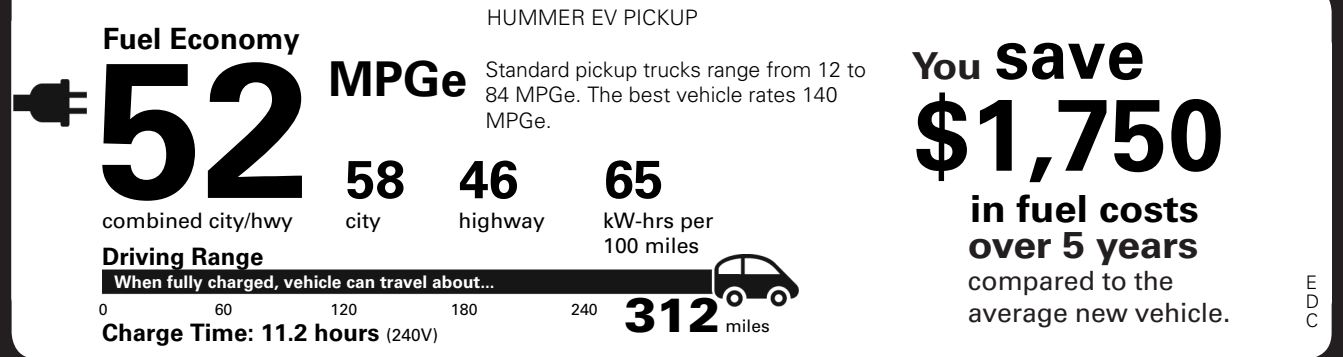 HUMMER EV PICKUP
Fuel Economy
52
MPGe
Standard pickup trucks range from 12 to
84 MPGe. The best vehicle rates 140
MPGe.
combined city/hwy
58
city
46
highway
65
kW-hrs per
100 miles
Driving Range
When fully charged, vehicle can travel about...
0 60 120 180 240 312 miles
Charge Time: 11.2 hours (240V)
You save
$1,750
in fuel costs
over 5 years
compared to the
average new vehicle.
E
D
C